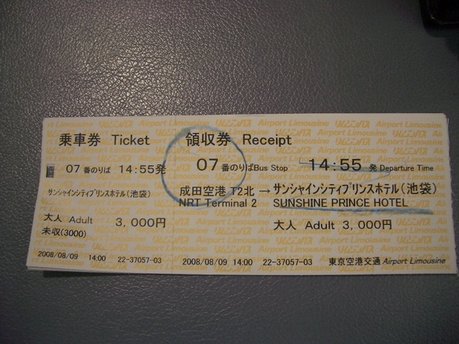 乗車券 Ticket
07 番のりば 14:55発
サンシャインシティプリンスホテル(池袋)
大人 Adult 3,000円
未収(3000)
2008/08/09 14:00 22-37057-03
領収券 Receipt
07 番のりば Bus Stop 14:55 発 Departure Time
成田空港 T2北 → サンシャインシティプリンスホテル(池袋)
NRT Terminal 2 SUNSHINE PRINCE HOTEL
大人 Adult 3,000円
2008/08/09 14:00 22-37057-03 東京空港交通 Airport Limousine